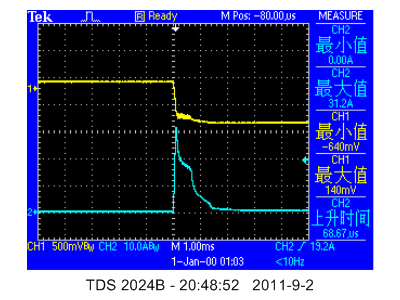 Tek R Ready M Pos: -80.00us MEASURE
CH2
最小值
0.00A
CH2
最大值
31.2A
CH1
最小值
-640mV
CH1
最大值
140mV
CH2
上升时间
68.67us
1
2
CH1 500mVBw CH2 10.0ABw M 1.00ms CH2 / 19.2A
1-Jan-00 01:03 <10Hz
TDS 2024B - 20:48:52 2011-9-2